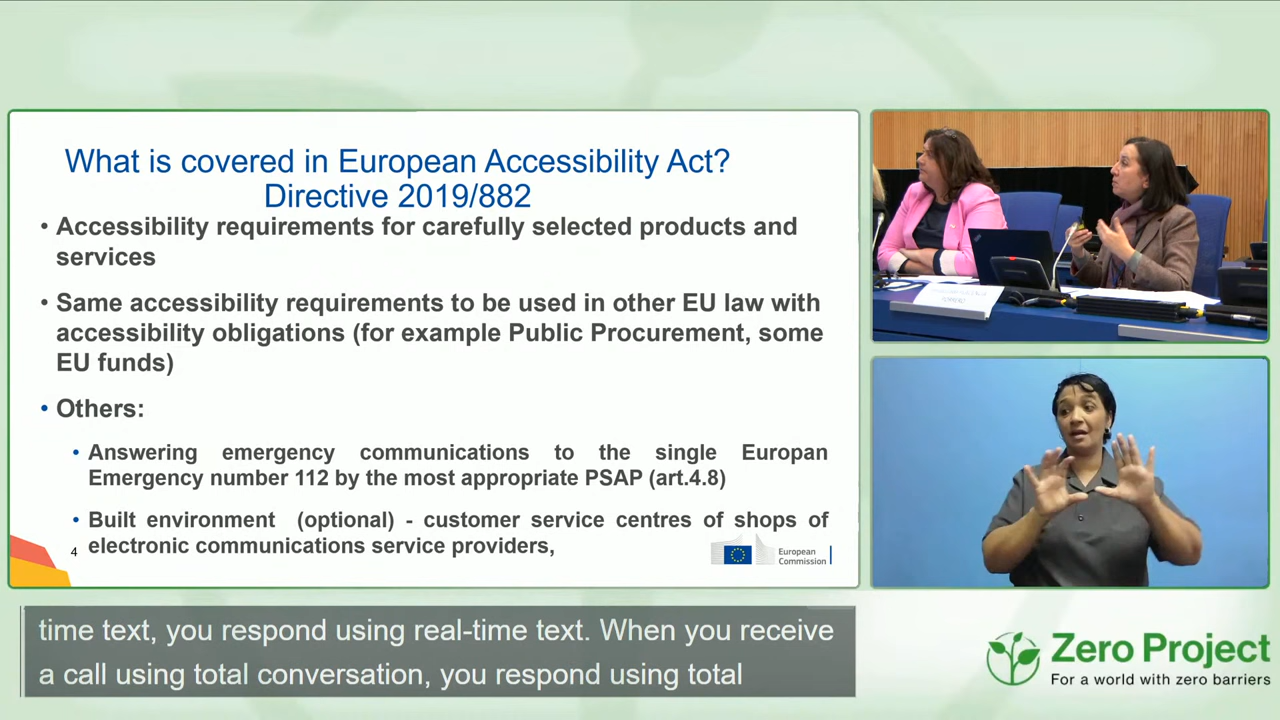 What is covered in European Accessibility Act?
Directive 2019/882
• Accessibility requirements for carefully selected products and
services
• Same accessibility requirements to be used in other EU law with
accessibility obligations (for example Public Procurement, some
EU funds)
• Others:
• Answering emergency communications to the single Europan
Emergency number 112 by the most appropriate PSAP (art.4.8)
• Built environment (optional) - customer service centres of shops of
electronic communications service providers,
4
European
Commission
time text, you respond using real-time text. When you receive
a call using total conversation, you respond using total
Zero Project
For a world with zero barriers